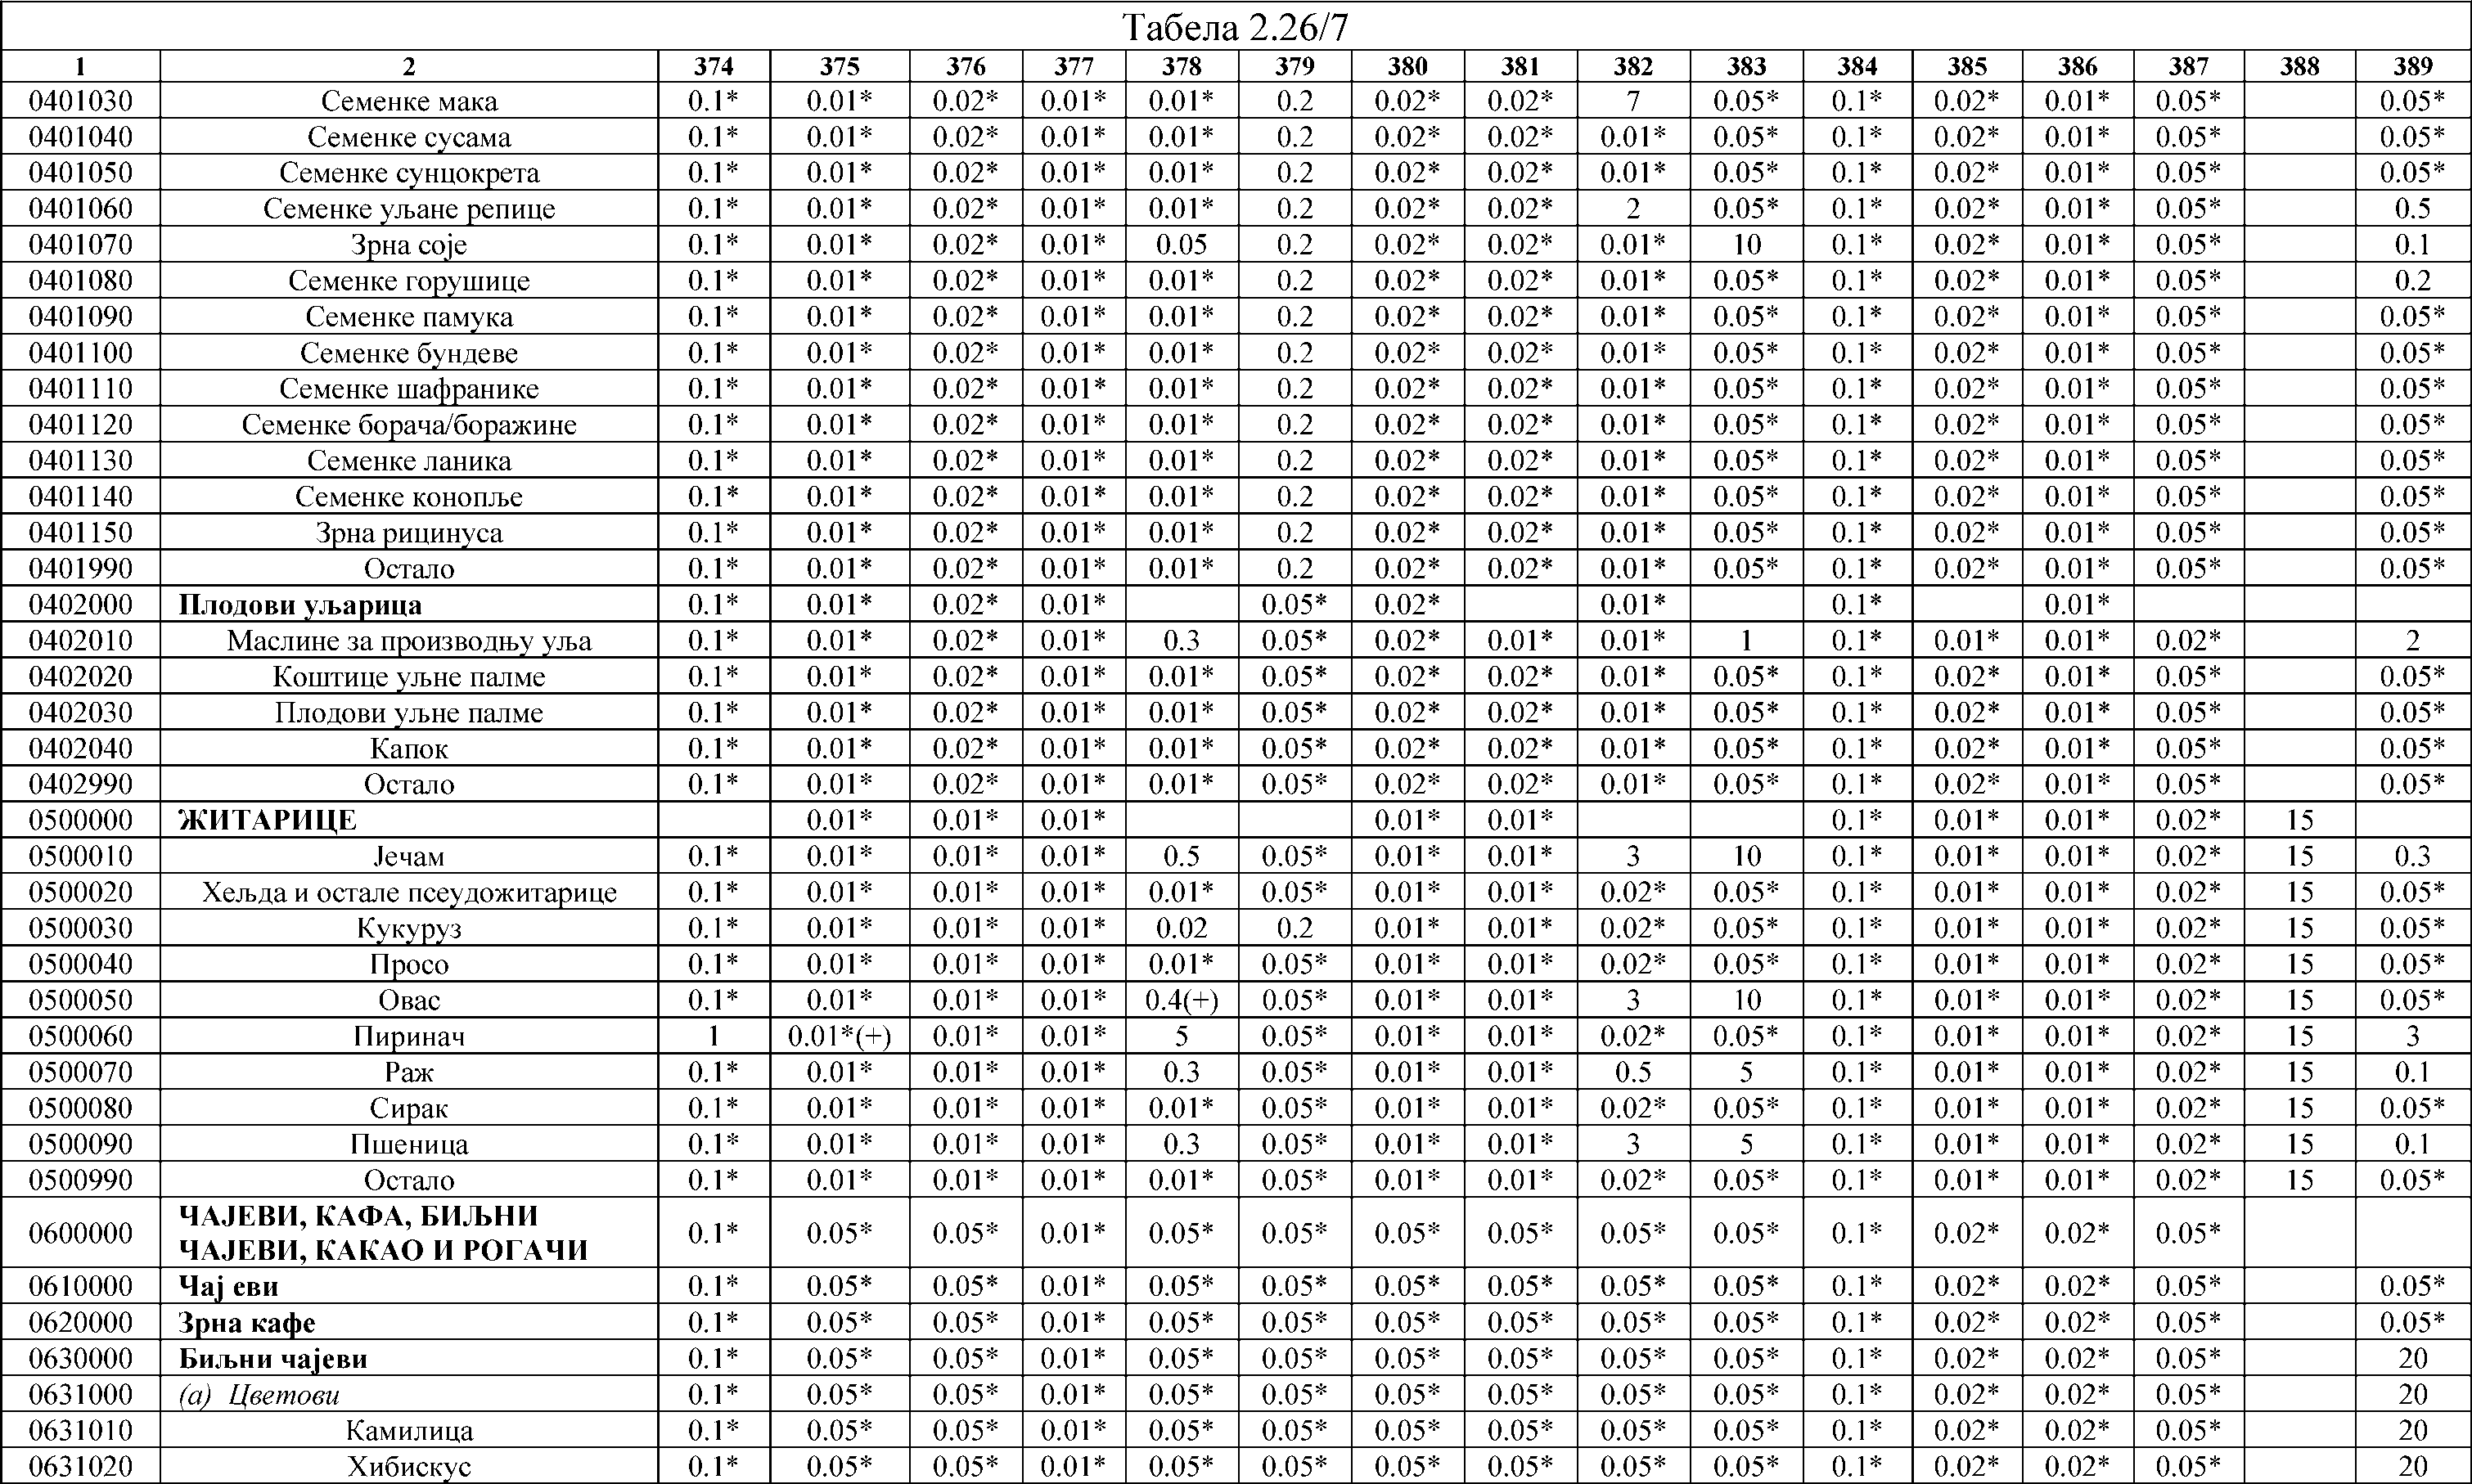 Табела 2.26/7
1 2 374 375 376 377 378 379 380 381 382 383 384 385 386 387 388 389
0401030 Семенке мака 0.1* 0.01* 0.02* 0.01* 0.01* 0.2 0.02* 0.02* 7 0.05* 0.1* 0.02* 0.01* 0.05* 0.05*
0401040 Семенке сусама 0.1* 0.01* 0.02* 0.01* 0.01* 0.2 0.02* 0.02* 0.01* 0.05* 0.1* 0.02* 0.01* 0.05* 0.05*
0401050 Семенке сунцокрета 0.1* 0.01* 0.02* 0.01* 0.01* 0.2 0.02* 0.02* 0.01* 0.05* 0.1* 0.02* 0.01* 0.05* 0.05*
0401060 Семенке уљане репице 0.1* 0.01* 0.02* 0.01* 0.01* 0.2 0.02* 0.02* 2 0.05* 0.1* 0.02* 0.01* 0.05* 0.5
0401070 Зрна соје 0.1* 0.01* 0.02* 0.01* 0.05 0.2 0.02* 0.02* 0.01* 10 0.1* 0.02* 0.01* 0.05* 0.1
0401080 Семенке горушице 0.1* 0.01* 0.02* 0.01* 0.01* 0.2 0.02* 0.02* 0.01* 0.05* 0.1* 0.02* 0.01* 0.05* 0.2
0401090 Семенке памука 0.1* 0.01* 0.02* 0.01* 0.01* 0.2 0.02* 0.02* 0.01* 0.05* 0.1* 0.02* 0.01* 0.05* 0.05*
0401100 Семенке бундеве 0.1* 0.01* 0.02* 0.01* 0.01* 0.2 0.02* 0.02* 0.01* 0.05* 0.1* 0.02* 0.01* 0.05* 0.05*
0401110 Семенке шафранике 0.1* 0.01* 0.02* 0.01* 0.01* 0.2 0.02* 0.02* 0.01* 0.05* 0.1* 0.02* 0.01* 0.05* 0.05*
0401120 Семенке борача/боражине 0.1* 0.01* 0.02* 0.01* 0.01* 0.2 0.02* 0.02* 0.01* 0.05* 0.1* 0.02* 0.01* 0.05* 0.05*
0401130 Семенке ланика 0.1* 0.01* 0.02* 0.01* 0.01* 0.2 0.02* 0.02* 0.01* 0.05* 0.1* 0.02* 0.01* 0.05* 0.05*
0401140 Семенке конопље 0.1* 0.01* 0.02* 0.01* 0.01* 0.2 0.02* 0.02* 0.01* 0.05* 0.1* 0.02* 0.01* 0.05* 0.05*
0401150 Зрна рицинуса 0.1* 0.01* 0.02* 0.01* 0.01* 0.2 0.02* 0.02* 0.01* 0.05* 0.1* 0.02* 0.01* 0.05* 0.05*
0401990 Остало 0.1* 0.01* 0.02* 0.01* 0.01* 0.2 0.02* 0.02* 0.01* 0.05* 0.1* 0.02* 0.01* 0.05* 0.05*
0402000 Плодови уљарица 0.1* 0.01* 0.02* 0.01* 0.05* 0.02* 0.01* 0.1* 0.01*
0402010 Маслине за производњу уља 0.1* 0.01* 0.02* 0.01* 0.3 0.05* 0.02* 0.01* 0.01* 1 0.1* 0.01* 0.01* 0.02* 2
0402020 Коштице уљне палме 0.1* 0.01* 0.02* 0.01* 0.01* 0.05* 0.02* 0.02* 0.01* 0.05* 0.1* 0.02* 0.01* 0.05* 0.05*
0402030 Плодови уљне палме 0.1* 0.01* 0.02* 0.01* 0.01* 0.05* 0.02* 0.02* 0.01* 0.05* 0.1* 0.02* 0.01* 0.05* 0.05*
0402040 Капок 0.1* 0.01* 0.02* 0.01* 0.01* 0.05* 0.02* 0.02* 0.01* 0.05* 0.1* 0.02* 0.01* 0.05* 0.05*
0402990 Остало 0.1* 0.01* 0.02* 0.01* 0.01* 0.05* 0.02* 0.02* 0.01* 0.05* 0.1* 0.02* 0.01* 0.05* 0.05*
0500000 ЖИТАРИЦЕ 0.01* 0.01* 0.01* 0.01* 0.01* 0.1* 0.01* 0.01* 0.02* 15
0500010 Јечам 0.1* 0.01* 0.01* 0.01* 0.5 0.05* 0.01* 0.01* 3 10 0.1* 0.01* 0.01* 0.02* 15 0.3
0500020 Хељда и остале псеудожитарице 0.1* 0.01* 0.01* 0.01* 0.01* 0.05* 0.01* 0.01* 0.02* 0.05* 0.1* 0.01* 0.01* 0.02* 15 0.05*
0500030 Кукуруз 0.1* 0.01* 0.01* 0.01* 0.02 0.2 0.01* 0.01* 0.02* 0.05* 0.1* 0.01* 0.01* 0.02* 15 0.05*
0500040 Просо 0.1* 0.01* 0.01* 0.01* 0.01* 0.05* 0.01* 0.01* 0.02* 0.05* 0.1* 0.01* 0.01* 0.02* 15 0.05*
0500050 Овас 0.1* 0.01* 0.01* 0.01* 0.4(+) 0.05* 0.01* 0.01* 3 10 0.1* 0.01* 0.01* 0.02* 15 0.05*
0500060 Пиринач 1 0.01*(+) 0.01* 0.01* 5 0.05* 0.01* 0.01* 0.02* 0.05* 0.1* 0.01* 0.01* 0.02* 15 3
0500070 Раж 0.1* 0.01* 0.01* 0.01* 0.3 0.05* 0.01* 0.01* 0.5 5 0.1* 0.01* 0.01* 0.02* 15 0.1
0500080 Сирак 0.1* 0.01* 0.01* 0.01* 0.01* 0.05* 0.01* 0.01* 0.02* 0.05* 0.1* 0.01* 0.01* 0.02* 15 0.05*
0500090 Пшеница 0.1* 0.01* 0.01* 0.01* 0.3 0.05* 0.01* 0.01* 3 5 0.1* 0.01* 0.01* 0.02* 15 0.1
0500990 Остало 0.1* 0.01* 0.01* 0.01* 0.01* 0.05* 0.01* 0.01* 0.02* 0.05* 0.1* 0.01* 0.01* 0.02* 15 0.05*
ЧАЈЕВИ, КАФА, БИЉНИ
0600000 ЧАЈЕВИ, КАКАО И РОГАЧИ 0.1* 0.05* 0.05* 0.01* 0.05* 0.05* 0.05* 0.05* 0.05* 0.05* 0.1* 0.02* 0.02* 0.05*
0610000 Чај еви 0.1* 0.05* 0.05* 0.01* 0.05* 0.05* 0.05* 0.05* 0.05* 0.05* 0.1* 0.02* 0.02* 0.05* 0.05*
0620000 Зрна кафе 0.1* 0.05* 0.05* 0.01* 0.05* 0.05* 0.05* 0.05* 0.05* 0.05* 0.1* 0.02* 0.02* 0.05* 0.05*
0630000 Биљни чајеви 0.1* 0.05* 0.05* 0.01* 0.05* 0.05* 0.05* 0.05* 0.05* 0.05* 0.1* 0.02* 0.02* 0.05* 20
0631000 (а) Цветови 0.1* 0.05* 0.05* 0.01* 0.05* 0.05* 0.05* 0.05* 0.05* 0.05* 0.1* 0.02* 0.02* 0.05* 20
0631010 Камилица 0.1* 0.05* 0.05* 0.01* 0.05* 0.05* 0.05* 0.05* 0.05* 0.05* 0.1* 0.02* 0.02* 0.05* 20
0631020 Хибискус 0.1* 0.05* 0.05* 0.01* 0.05* 0.05* 0.05* 0.05* 0.05* 0.05* 0.1* 0.02* 0.02* 0.05* 20